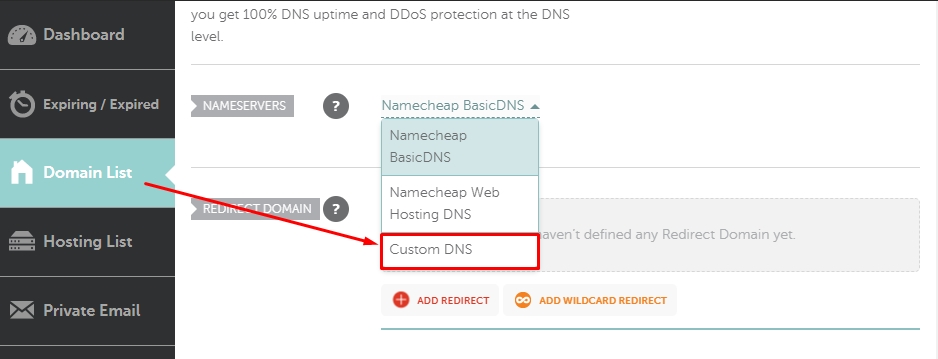 you get 100% DNS uptime and DDoS protection at the DNS
level.
Dashboard
Expiring / Expired
Domain List
Hosting List
Private Email
NAMESERVERS
?
Namecheap BasicDNS
Namecheap
BasicDNS
Namecheap Web
Hosting DNS
Custom DNS
REDIRECT DOMAIN
?
haven't defined any Redirect Domain yet.
ADD REDIRECT
ADD WILDCARD REDIRECT